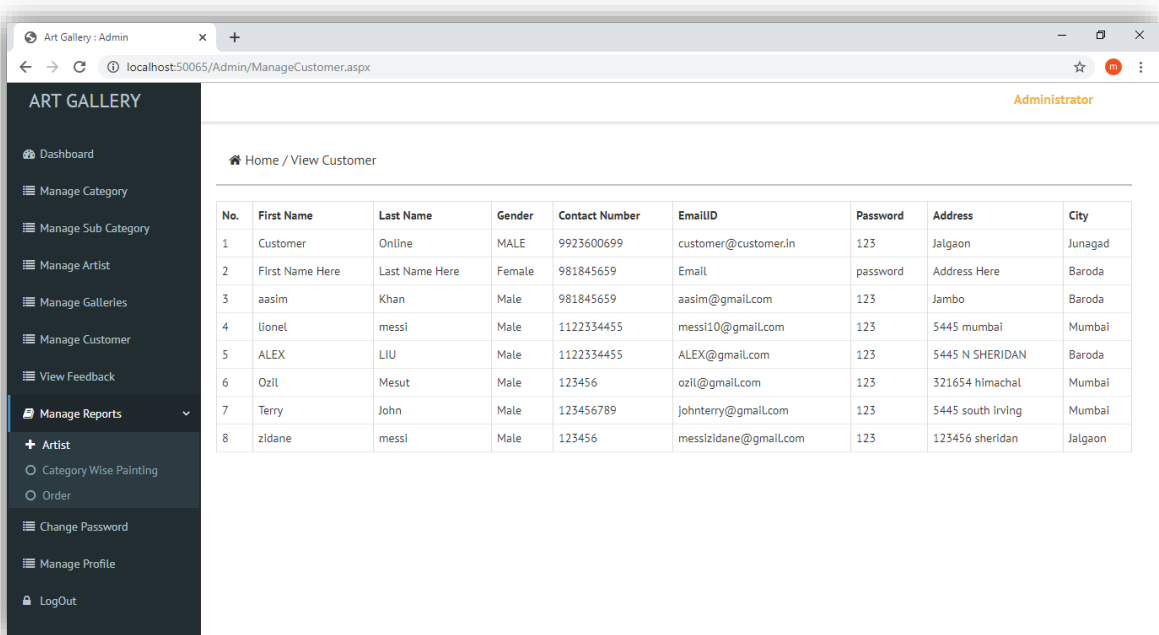 Art Gallery : Admin
localhost:50065/Admin/ManageCustomer.aspx
m
ART GALLERY
Administrator
Dashboard
Manage Category
Manage Sub Category
Manage Artist
Manage Galleries
Manage Customer
View Feedback
Manage Reports
Artist
Category Wise Painting
Order
Change Password
Manage Profile
LogOut
Home / View Customer
No. First Name Last Name Gender Contact Number EmailID Password Address City
1 Customer Online MALE 9923600699 customer@customer.in 123 Jalgaon Junagad
2 First Name Here Last Name Here Female 981845659 Email password Address Here Baroda
3 aasim Khan Male 981845659 aasim@gmail.com 123 Jambo Baroda
4 lionel messi Male 1122334455 messi10@gmail.com 123 5445 mumbai Mumbai
5 ALEX LIU Male 1122334455 ALEX@gmail.com 123 5445 N SHERIDAN Baroda
6 Ozil Mesut Male 123456 ozil@gmail.com 123 321654 himachal Mumbai
7 Terry John Male 123456789 johnterry@gmail.com 123 5445 south irving Mumbai
8 zidane messi Male 123456 messizidane@gmail.com 123 123456 sheridan Jalgaon